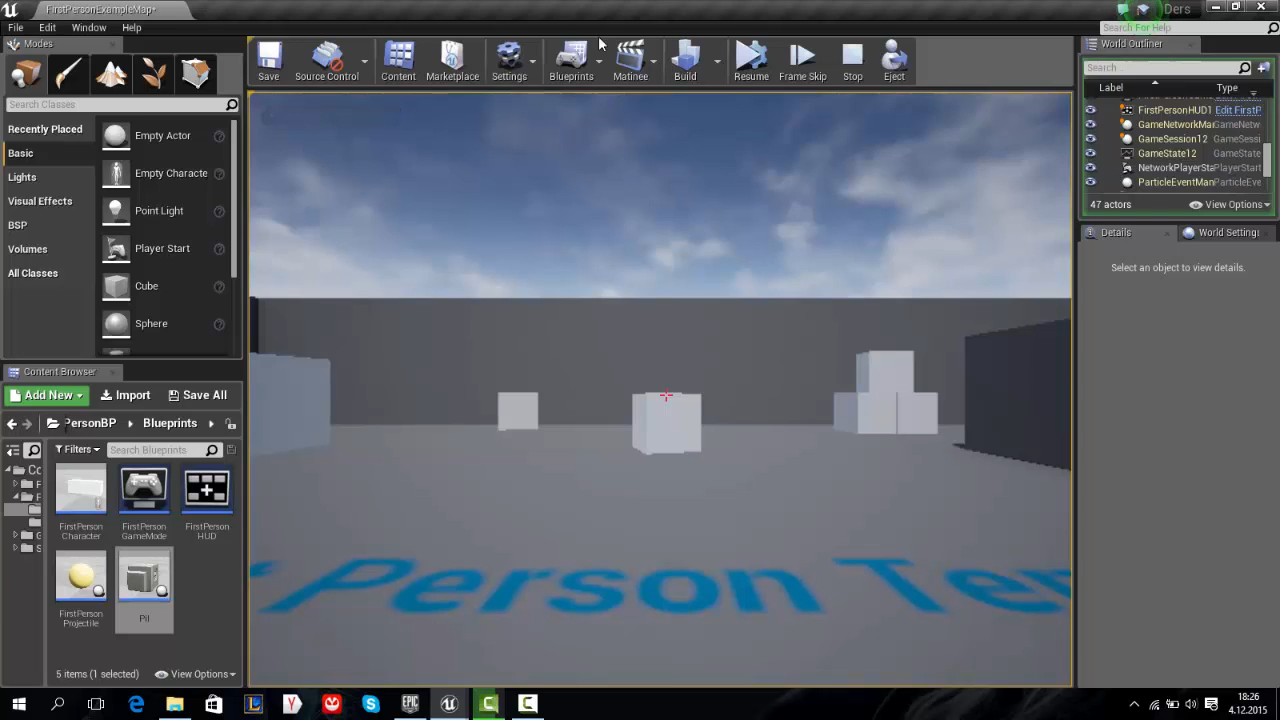 FirstPersonExampleMap*
Ders
File Edit Window Help
Search For Help
Modes
World Outliner
Save
Source Control
Content
Marketplace
Settings
Blueprints
Matinee
Build
Resume
Frame Skip
Stop
Eject
Search...
Label
Type
FirstPersonHUD1 Edit FirstP
GameNetworkMan GameNetw
GameSession12 GameSessi
GameState12 GameState
NetworkPlayerSta PlayerStart
ParticleEventMan ParticleEve
47 actors
View Options
Details
World Settings
Select an object to view details.
Search Classes
Recently Placed
Basic
Lights
Visual Effects
BSP
Volumes
All Classes
Empty Actor
Empty Characte
Point Light
Player Start
Cube
Sphere
Content Browser
Add New
Import
Save All
PersonBP
Blueprints
Filters
Search Blueprints
Co
FirstPerson
Character
FirstPerson
GameMode
FirstPerson
HUD
FirstPerson
Projectile
Pil
5 items (1 selected)
View Options
Person Te
EPIC
18:26
4.12.2015